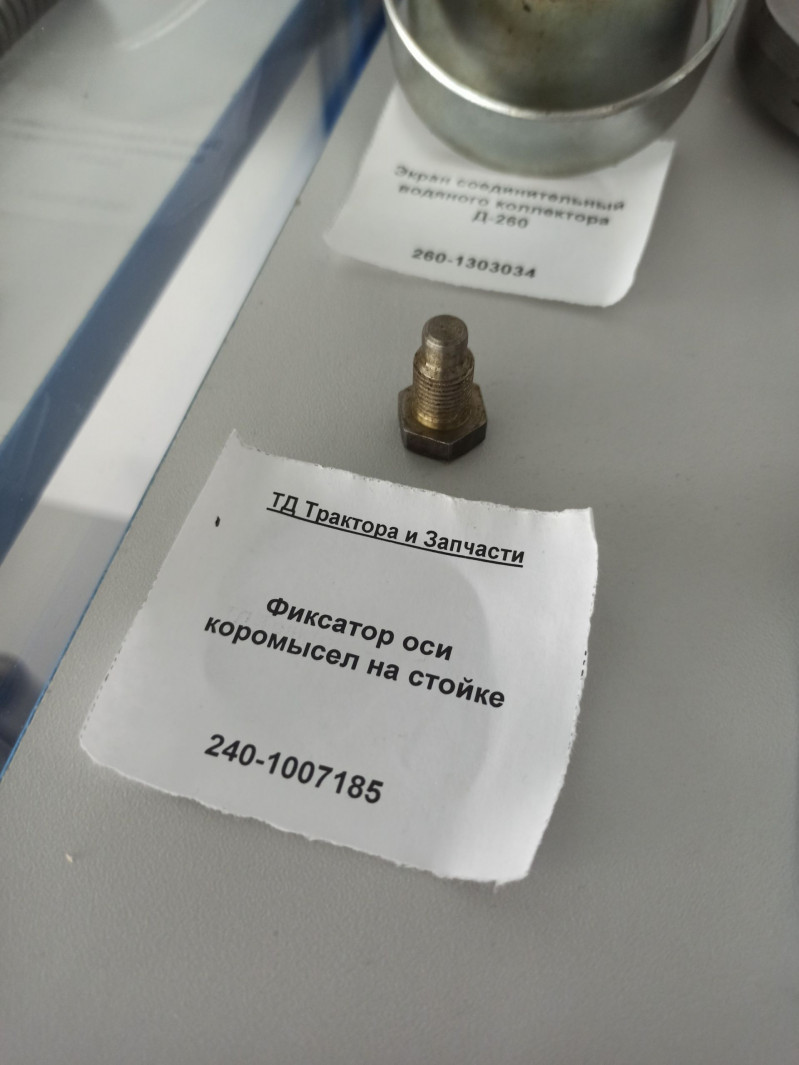 Экран соединительный
водяного коллектора
Д-260
260-1303034
ТД Трактора и Запчасти
Фиксатор оси
коромысел на стойке
240-1007185